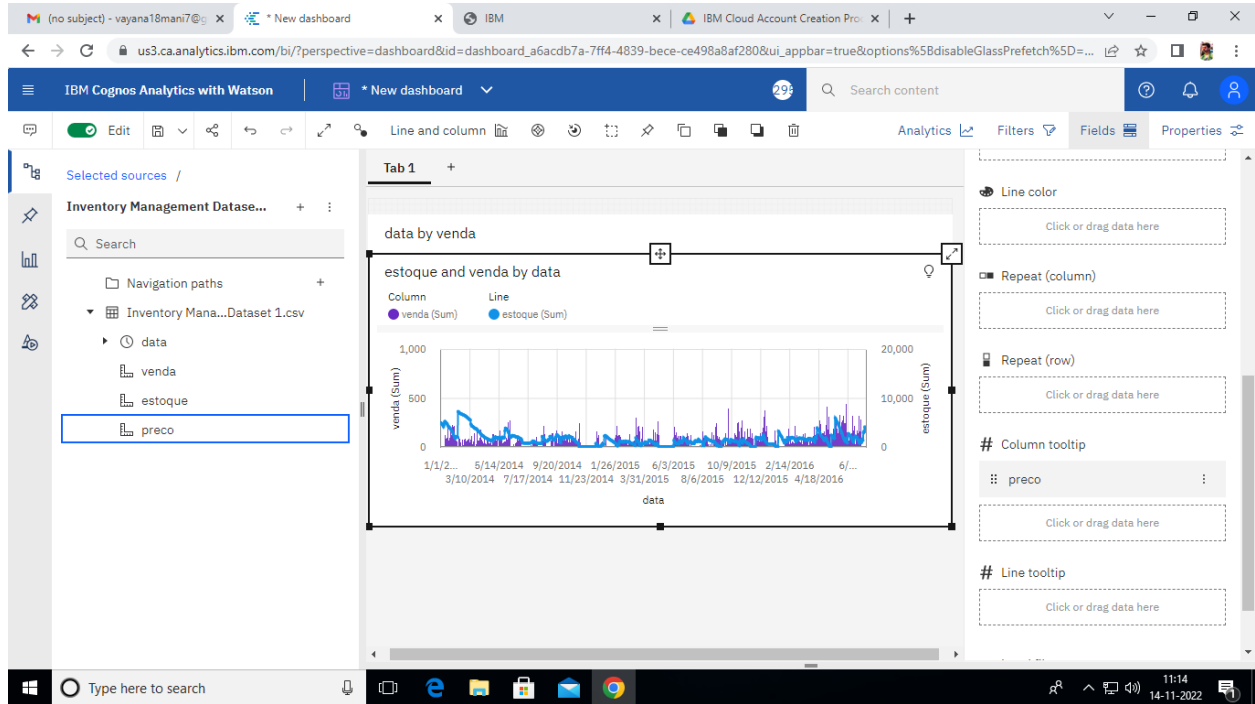 (no subject) - vayana18mani7@g
* New dashboard
IBM
IBM Cloud Account Creation Pro
us3.ca.analytics.ibm.com/bi/?perspective=dashboard&id=dashboard_a6acdb7a-7ff4-4839-bece-ce498a8af280&ui_appbar=true&options%5BdisableGlassPrefetch%5D=...
IBM Cognos Analytics with Watson
* New dashboard
295
Search content
Edit
Line and column
Analytics
Filters
Fields
Properties
Selected sources /
Inventory Management Datase...
Search
Navigation paths
Inventory Mana...Dataset 1.csv
data
venda
estoque
preco
Tab 1
data by venda
estoque and venda by data
Column Line
venda (Sum) estoque (Sum)
1,000
500
0
venda (Sum)
20,000
10,000
0
estoque (Sum)
1/1/2... 5/14/2014 9/20/2014 1/26/2015 6/3/2015 10/9/2015 2/14/2016 6/...
3/10/2014 7/17/2014 11/23/2014 3/31/2015 8/6/2015 12/12/2015 4/18/2016
data
Line color
Click or drag data here
Repeat (column)
Click or drag data here
Repeat (row)
Click or drag data here
# Column tooltip
preco
Click or drag data here
# Line tooltip
Click or drag data here
Type here to search
11:14
14-11-2022
1